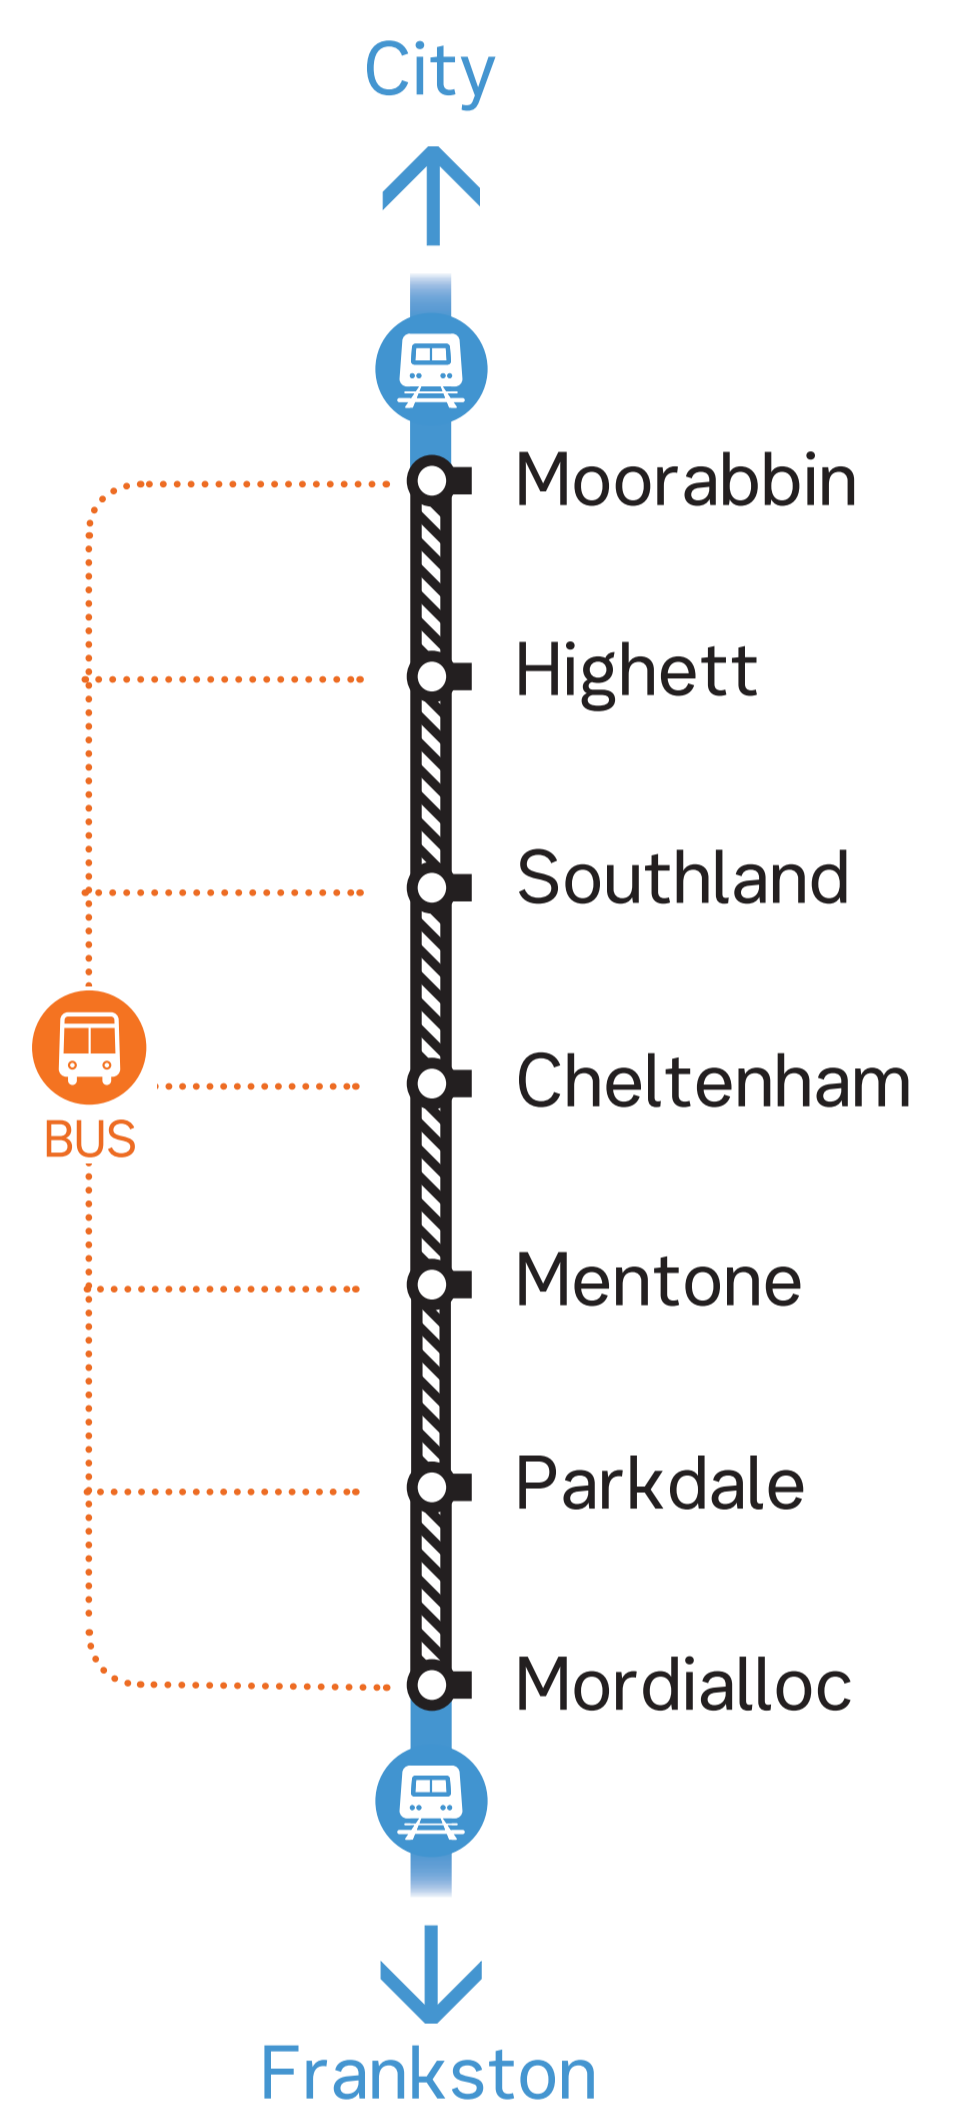 City
Moorabbin
Highett
Southland
Cheltenham
BUS
Mentone
Parkdale
Mordialloc
Frankston